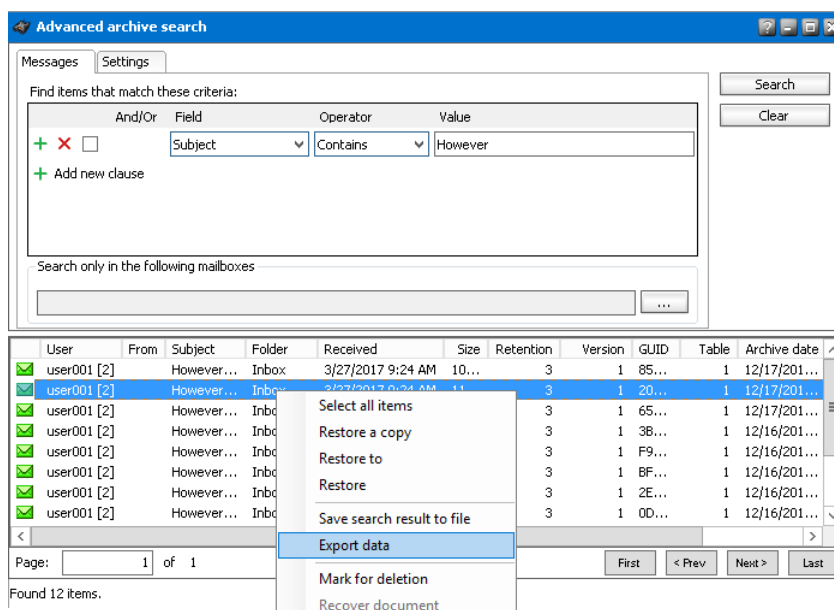 Advanced archive search
Messages Settings
Find items that match these criteria:
Search
And/Or Field Operator Value
Clear
Subject Contains However
Add new clause
Search only in the following mailboxes
...
User From Subject Folder Received Size Retention Version GUID Table Archive date
user001 [2] However... Inbox 3/27/2017 9:24 AM 10... 3 1 85... 1 12/17/201...
user001 [2] However... Inbox 3/27/2017 9:24 AM 11... 3 1 20... 1 12/17/201...
user001 [2] However... Inbo 3 1 65... 1 12/17/201...
user001 [2] However... Inbo 3 1 3B... 1 12/16/201...
user001 [2] However... Inbo 3 1 F9... 1 12/16/201...
user001 [2] However... Inbo 3 1 BF... 1 12/16/201...
user001 [2] However... Inbo 3 1 2E... 1 12/16/201...
user001 [2] However... Inbo 3 1 0D... 1 12/16/201...
Select all items
Restore a copy
Restore to
Restore
Save search result to file
Export data
Mark for deletion
Recover document
Page: 1 of 1 First < Prev Next > Last
Found 12 items.